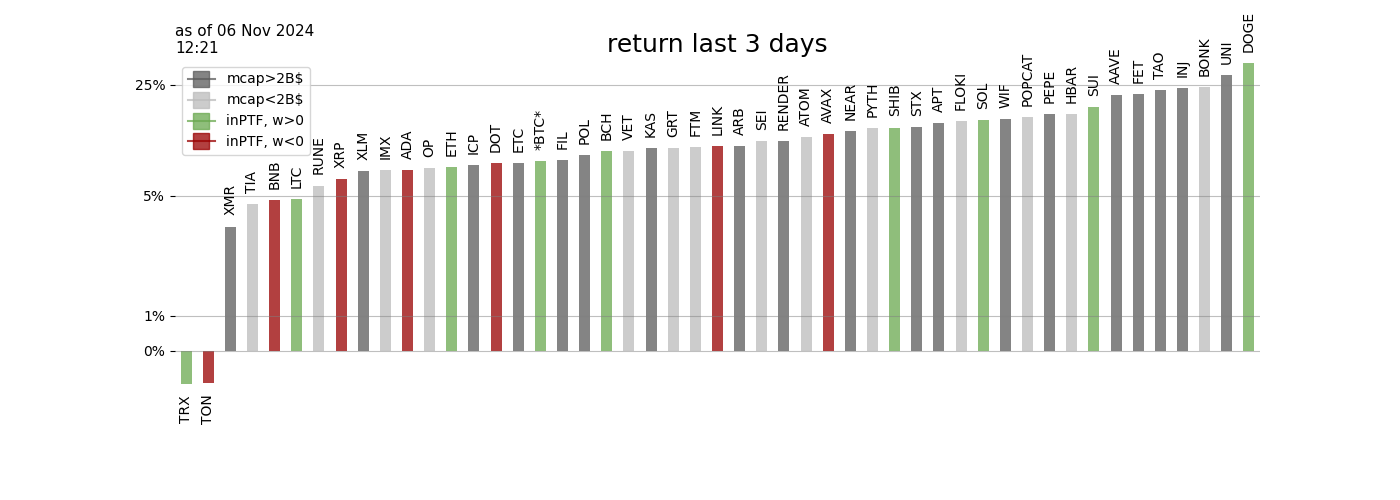 as of 06 Nov 2024
12:21
return last 3 days
mcap>2B$
mcap<2B$
inPTF, w>0
inPTF, w<0
25%
5%
1%
0%
TRX
TON
XMR
TIA
BNB
LTC
RUNE
XRP
XLM
IMX
ADA
OP
ETH
ICP
DOT
ETC
*BTC*
FIL
POL
BCH
VET
KAS
GRT
FTM
LINK
ARB
SEI
RENDER
ATOM
AVAX
NEAR
PYTH
SHIB
STX
APT
FLOKI
SOL
WIF
POPCAT
PEPE
HBAR
SUI
AAVE
FET
TAO
INJ
BONK
UNI
DOGE